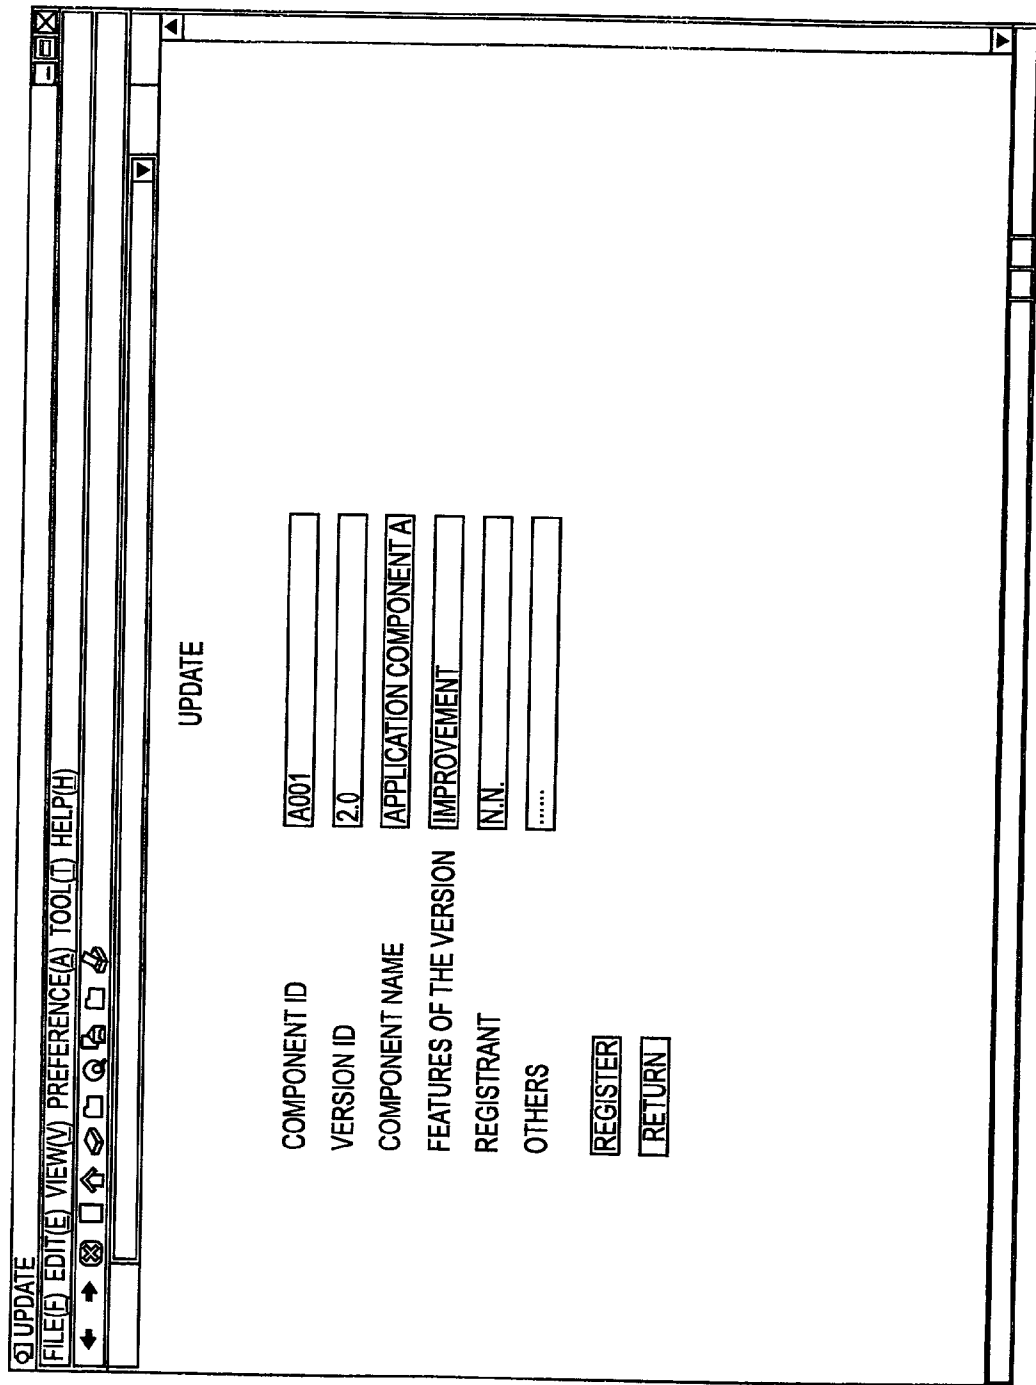 UPDATE
FILE(F) EDIT(E) VIEW(V) PREFERENCE(A) TOOL(T) HELP(H)
UPDATE
COMPONENT ID A001
VERSION ID 2.0
COMPONENT NAME APPLICATION COMPONENT A
FEATURES OF THE VERSION IMPROVEMENT
REGISTRANT N.N.
OTHERS ......
REGISTER
RETURN